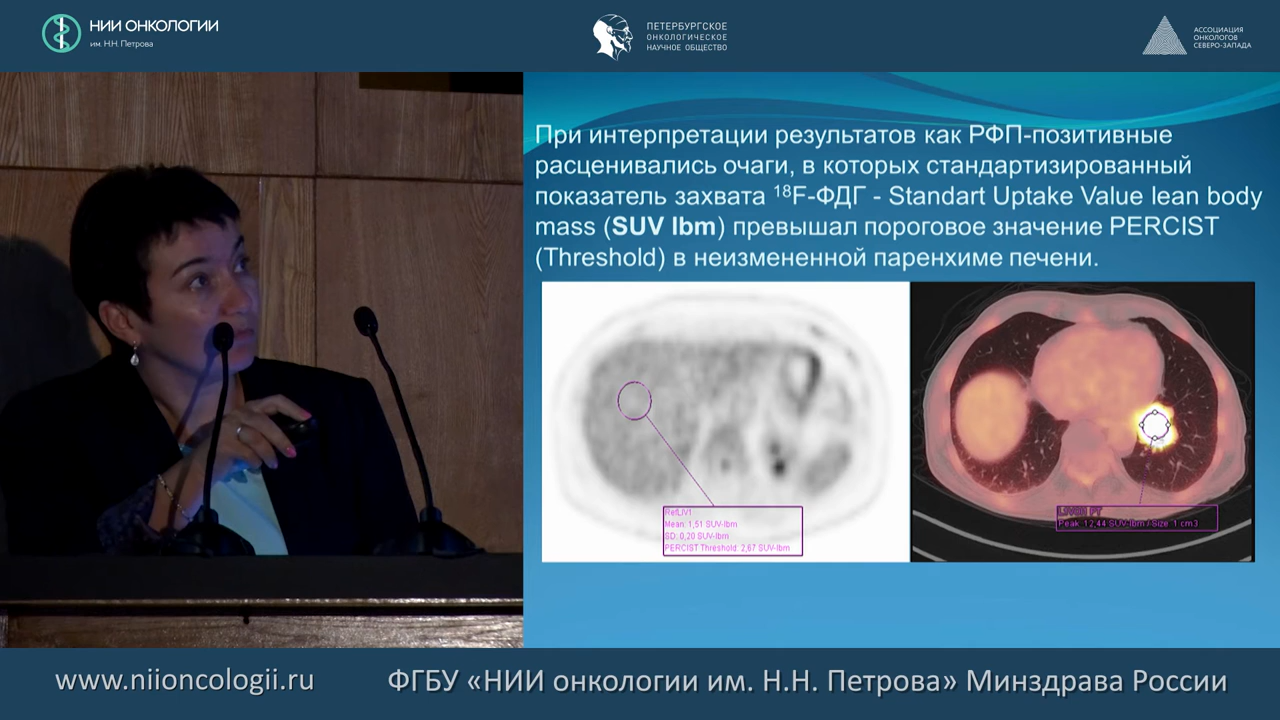 НИИ ОНКОЛОГИИ
им. Н.Н. Петрова
ПЕТЕРБУРГСКОЕ
ОНКОЛОГИЧЕСКОЕ
НАУЧНОЕ ОБЩЕСТВО
АССОЦИАЦИЯ
ОНКОЛОГОВ
СЕВЕРО-ЗАПАДА
При интерпретации результатов как РФП-позитивные
расценивались очаги, в которых стандартизированный
показатель захвата ¹⁸F-ФДГ - Standart Uptake Value lean body
mass (SUV lbm) превышал пороговое значение PERCIST
(Threshold) в неизмененной паренхиме печени.
RefLIV1
Mean: 1,51 SUV-lbm
SD: 0,20 SUV-lbm
PERCIST Threshold: 2,67 SUV-lbm
Peak: 12,44 SUV-lbm / Size: 1 cm3
www.niioncologii.ru
ФГБУ «НИИ онкологии им. Н.Н. Петрова» Минздрава России